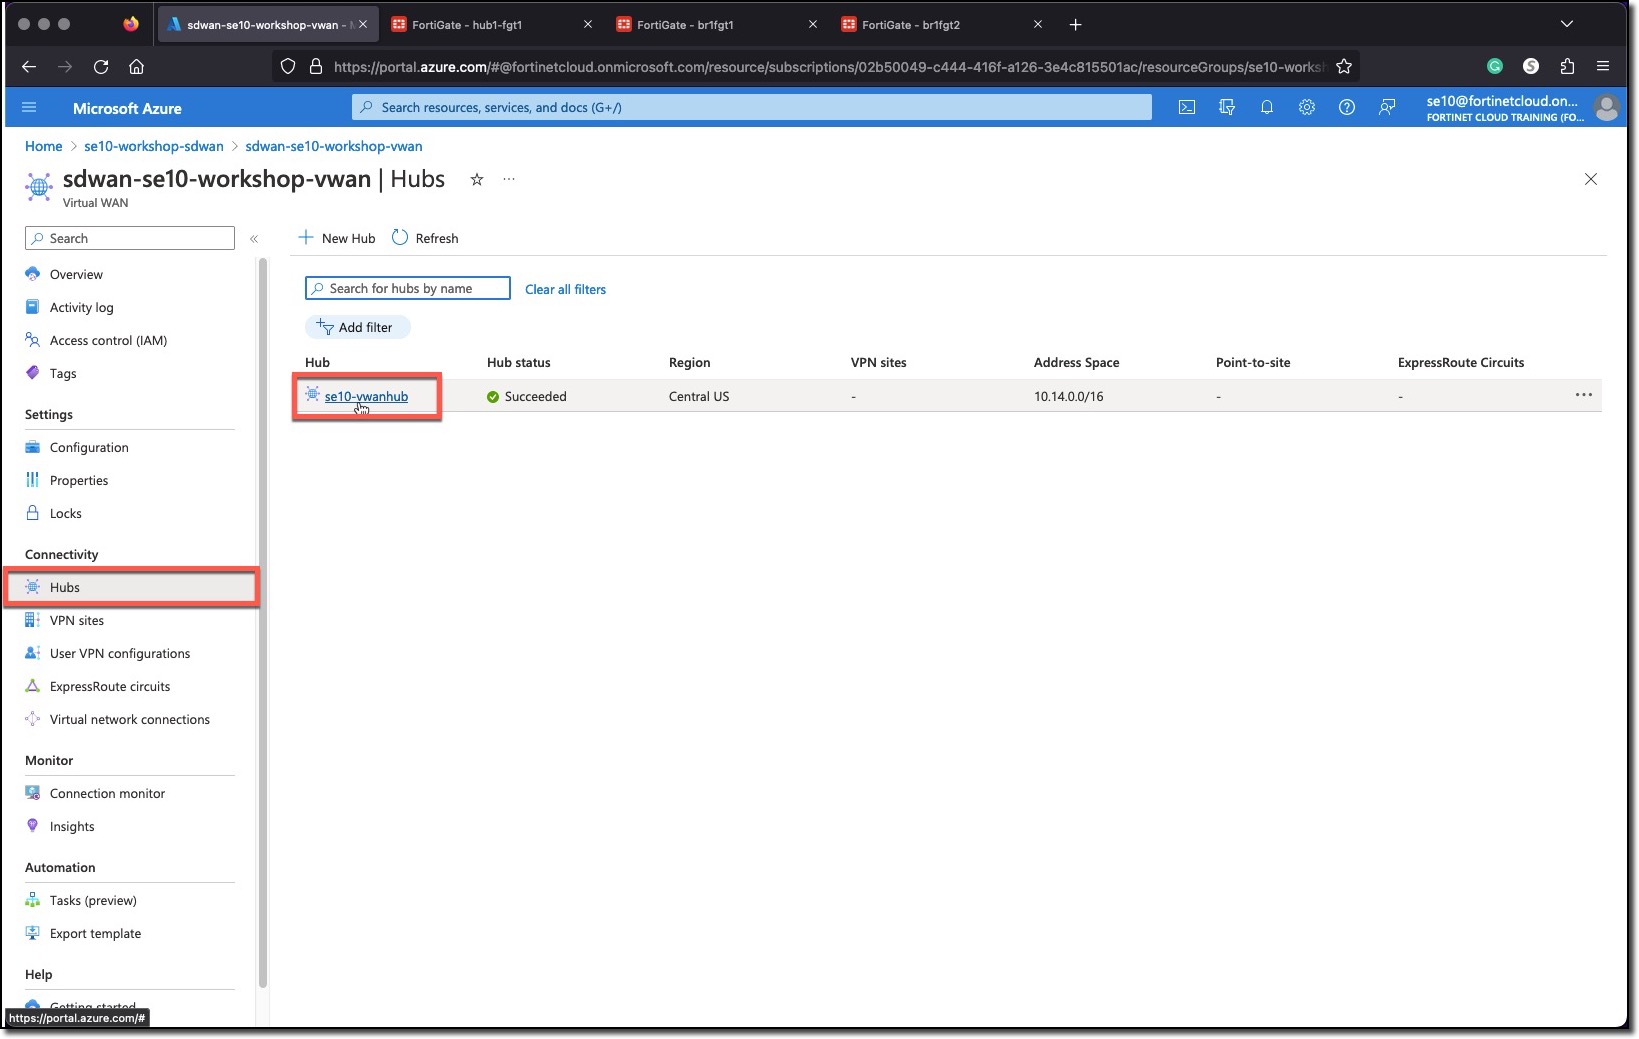 sdwan-se10-workshop-vwan - M
FortiGate - hub1-fgt1
FortiGate - br1fgt1
FortiGate - br1fgt2
https://portal.azure.com/#@fortinetcloud.onmicrosoft.com/resource/subscriptions/02b50049-c444-416f-a126-3e4c815501ac/resourceGroups/se10-works
Microsoft Azure
Search resources, services, and docs (G+/)
se10@fortinetcloud.on...
FORTINET CLOUD TRAINING (FO...
Home > se10-workshop-sdwan > sdwan-se10-workshop-vwan
sdwan-se10-workshop-vwan | Hubs
Virtual WAN
Search
Overview
Activity log
Access control (IAM)
Tags
Settings
Configuration
Properties
Locks
Connectivity
Hubs
VPN sites
User VPN configurations
ExpressRoute circuits
Virtual network connections
Monitor
Connection monitor
Insights
Automation
Tasks (preview)
Export template
Help
Getting started
https://portal.azure.com/#
New Hub
Refresh
Search for hubs by name
Clear all filters
Add filter
Hub Hub status Region VPN sites Address Space Point-to-site ExpressRoute Circuits
se10-vwanhub Succeeded Central US - 10.14.0.0/16 - -